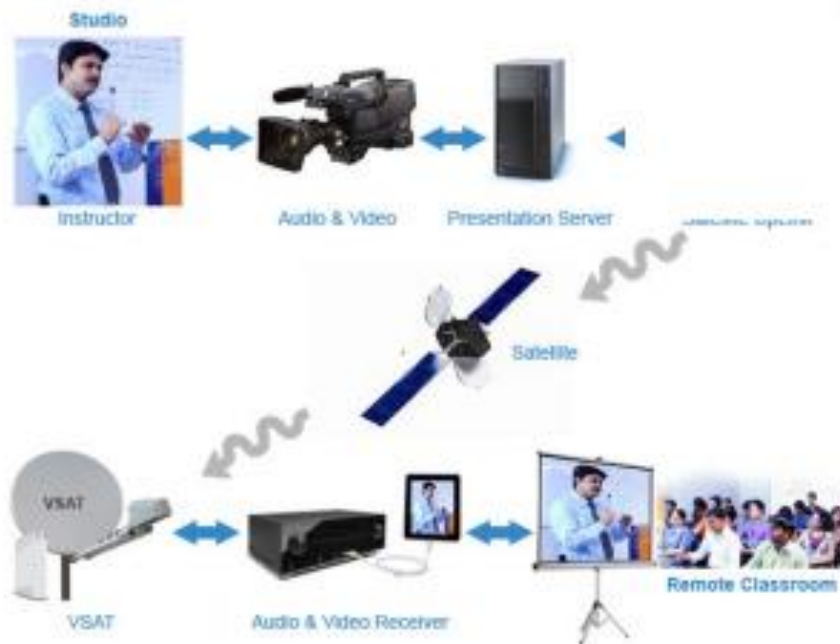 Studio
Instructor
Audio & Video
Presentation Server
Satellite
VSAT
VSAT
Audio & Video Receiver
Remote Classroom